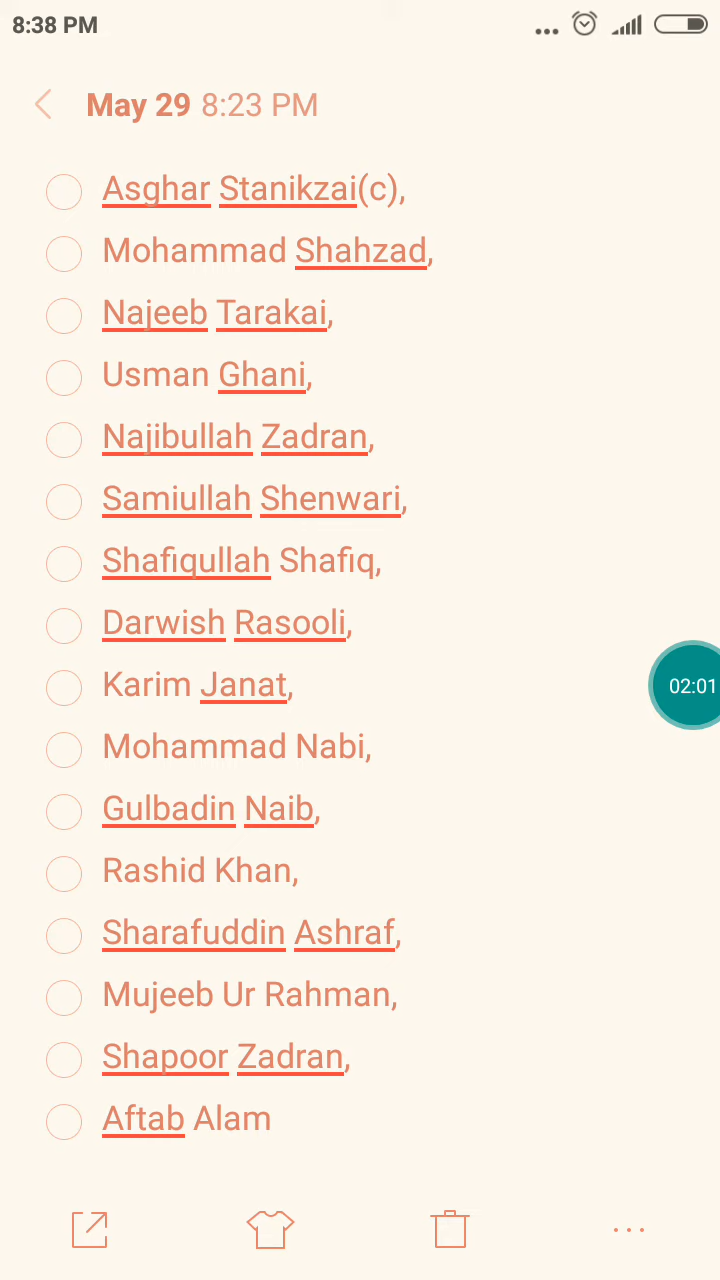 8:38 PM
May 29 8:23 PM
Asghar Stanikzai(c),
Mohammad Shahzad,
Najeeb Tarakai,
Usman Ghani,
Najibullah Zadran,
Samiullah Shenwari,
Shafiqullah Shafiq,
Darwish Rasooli,
Karim Janat,
02:01
Mohammad Nabi,
Gulbadin Naib,
Rashid Khan,
Sharafuddin Ashraf,
Mujeeb Ur Rahman,
Shapoor Zadran,
Aftab Alam